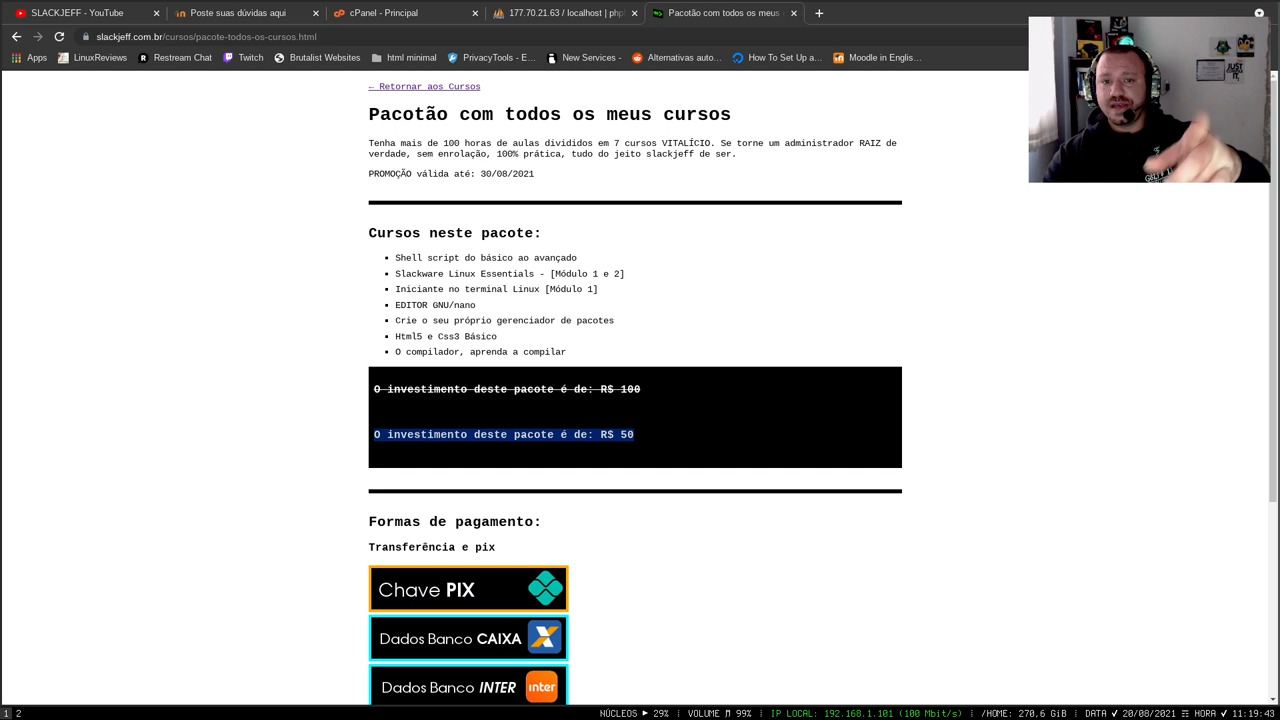 SLACKJEFF - YouTube
Poste suas dúvidas aqui
cPanel - Principal
177.70.21.63 / localhost | php
Pacotão com todos os meus
slackjeff.com.br/cursos/pacote-todos-os-cursos.html
Apps
LinuxReviews
Restream Chat
Twitch
Brutalist Websites
html minimal
PrivacyTools - E…
New Services -
Alternativas auto…
How To Set Up a…
Moodle in Englis…
← Retornar aos Cursos
Pacotão com todos os meus cursos
Tenha mais de 100 horas de aulas divididos em 7 cursos VITALÍCIO. Se torne um administrador RAIZ de
verdade, sem enrolação, 100% prática, tudo do jeito slackjeff de ser.
PROMOÇÃO válida até: 30/08/2021
Cursos neste pacote:
Shell script do básico ao avançado
Slackware Linux Essentials - [Módulo 1 e 2]
Iniciante no terminal Linux [Módulo 1]
EDITOR GNU/nano
Crie o seu próprio gerenciador de pacotes
Html5 e Css3 Básico
O compilador, aprenda a compilar
O investimento deste pacote é de: R$ 100
O investimento deste pacote é de: R$ 50
Formas de pagamento:
Transferência e pix
Chave PIX
Dados Banco CAIXA
Dados Banco INTER
inter
1 2
NÚCLEOS ► 29% ¦ VOLUME 99% ¦ IP LOCAL: 192.168.1.101 (100 Mbit/s) ¦ /HOME: 270,6 GiB ¦ DATA ✔ 20/08/2021 HORA ✔ 11:19:43